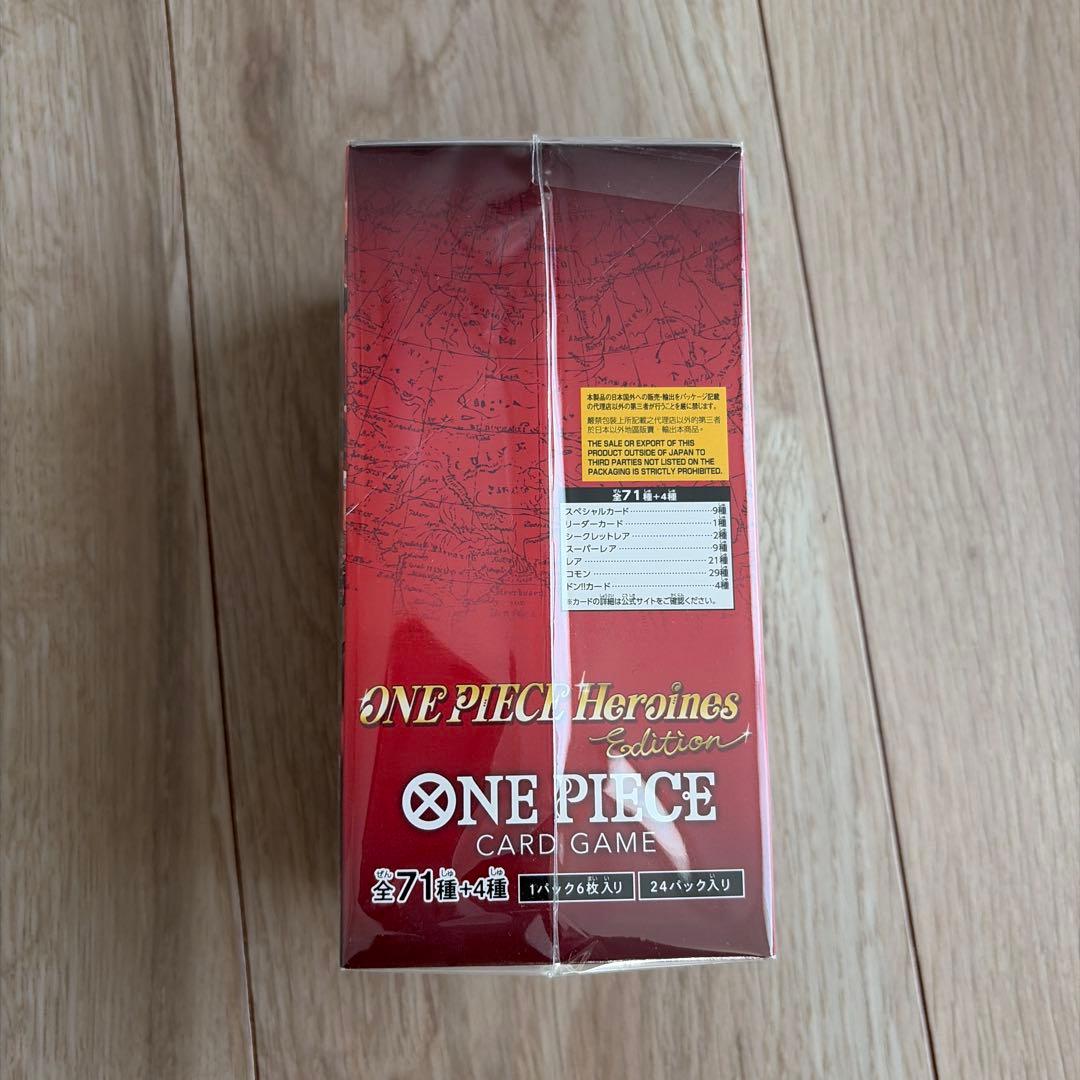 本製品の日本国外への販売・輸出をパッケージ記載
の代理店以外の第三者が行うことを厳に禁じます。
嚴禁包裝上所記載之代理店以外的第三者
於日本以外地區販賣・輸出本商品。
THE SALE OR EXPORT OF THIS
PRODUCT OUTSIDE OF JAPAN TO
THIRD PARTIES NOT LISTED ON THE
PACKAGING IS STRICTLY PROHIBITED.
全71種+4種
スペシャルカード 9種
リーダーカード 1種
シークレットレア 2種
スーパーレア 9種
レア 21種
コモン 29種
ドン!!カード 4種
※カードの詳細は公式サイトをご確認ください。
ONE PIECE Heroines
Edition
ONE PIECE
CARD GAME
全71種+4種 1パック6枚入り 24パック入り